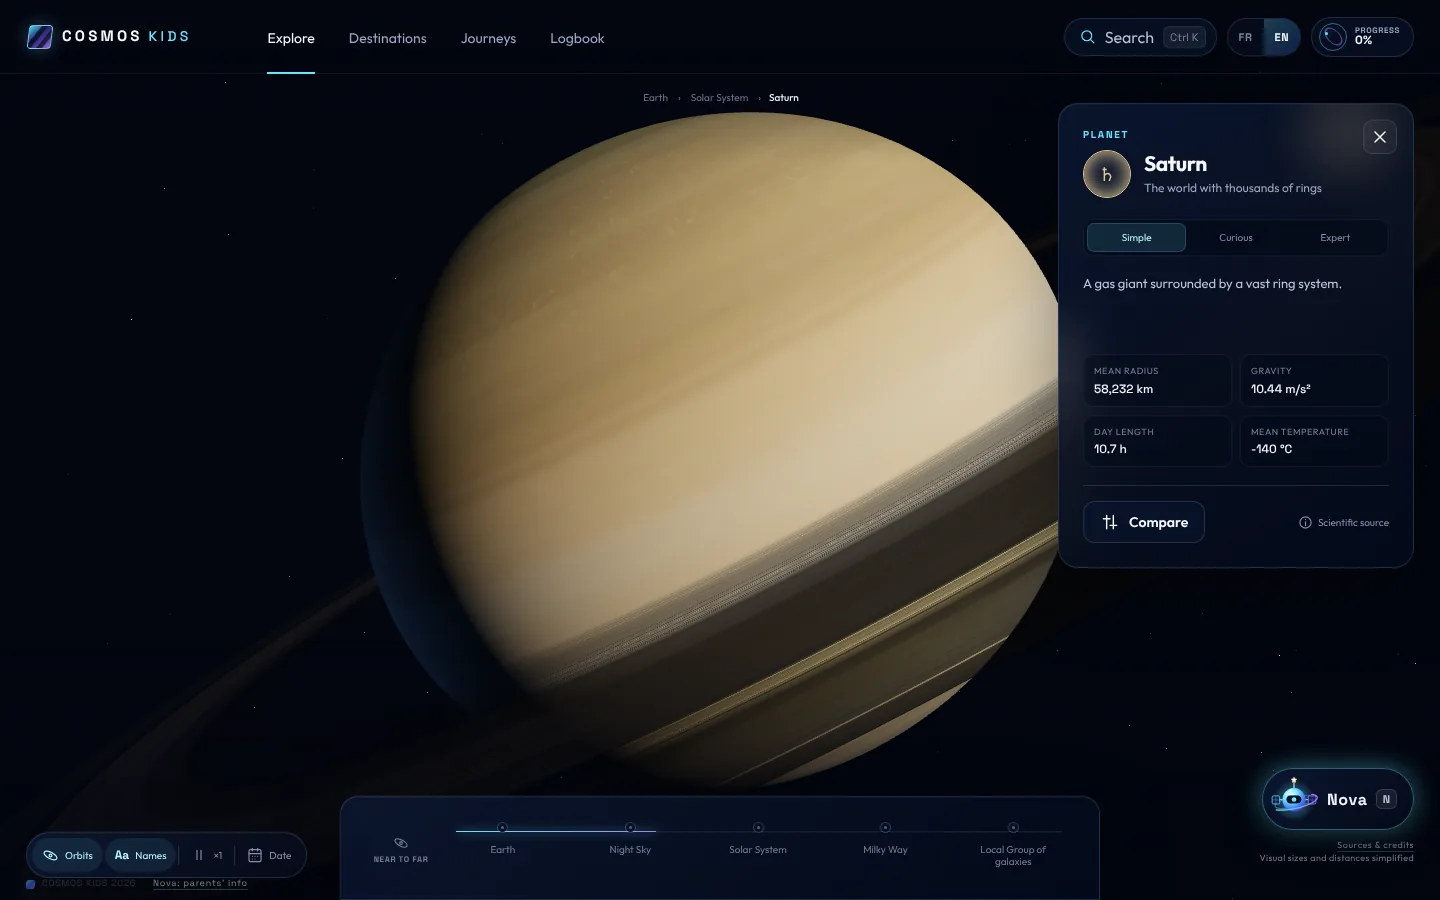 COSMOS KIDS
Explore
Destinations
Journeys
Logbook
Search
Ctrl K
FR
EN
PROGRESS
0%
Earth › Solar System › Saturn
PLANET
♄
Saturn
The world with thousands of rings
Simple
Curious
Expert
A gas giant surrounded by a vast ring system.
MEAN RADIUS
58,232 km
GRAVITY
10.44 m/s²
DAY LENGTH
10.7 h
MEAN TEMPERATURE
-140 °C
Compare
Scientific source
Nova
N
NEAR TO FAR
Earth
Night Sky
Solar System
Milky Way
Local Group of
galaxies
Orbits
Aa Names
×1
Date
Sources & credits
Visual sizes and distances simplified
COSMOS KIDS 2026
Nova: parents' info